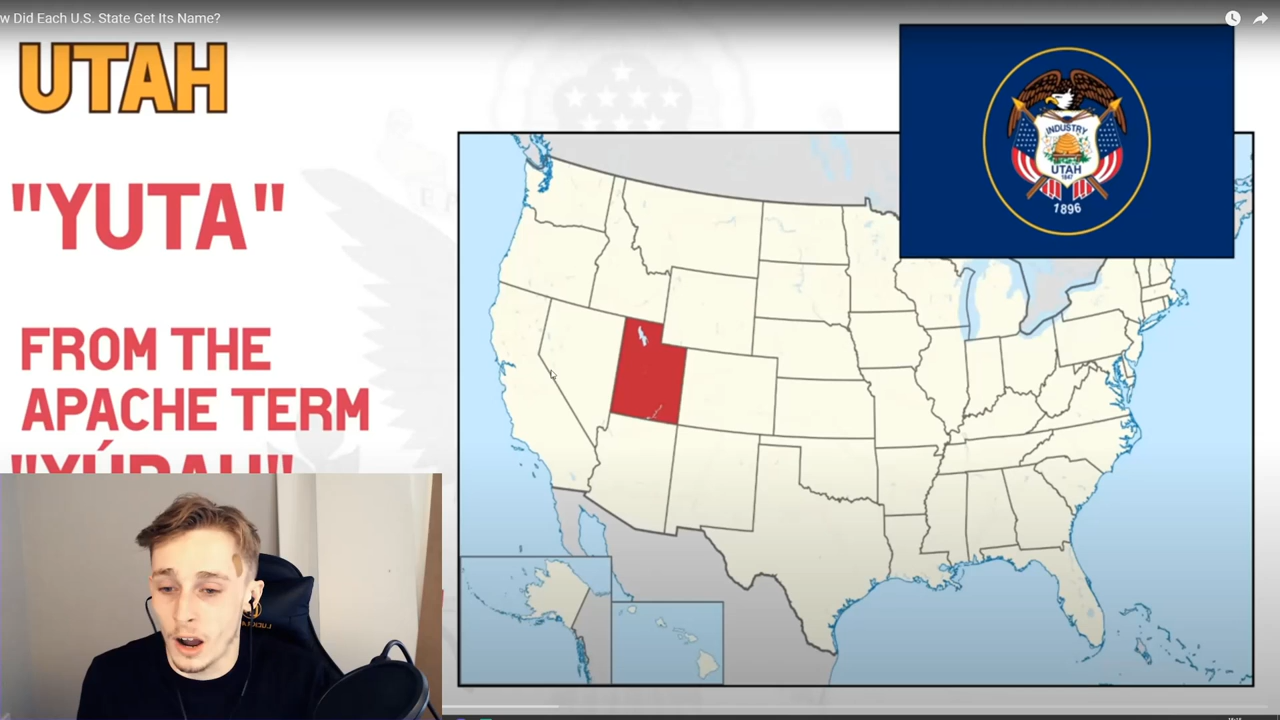 w Did Each U.S. State Get Its Name?
UTAH
"YUTA"
FROM THE
APACHE TERM
INDUSTRY
UTAH
1847
1896